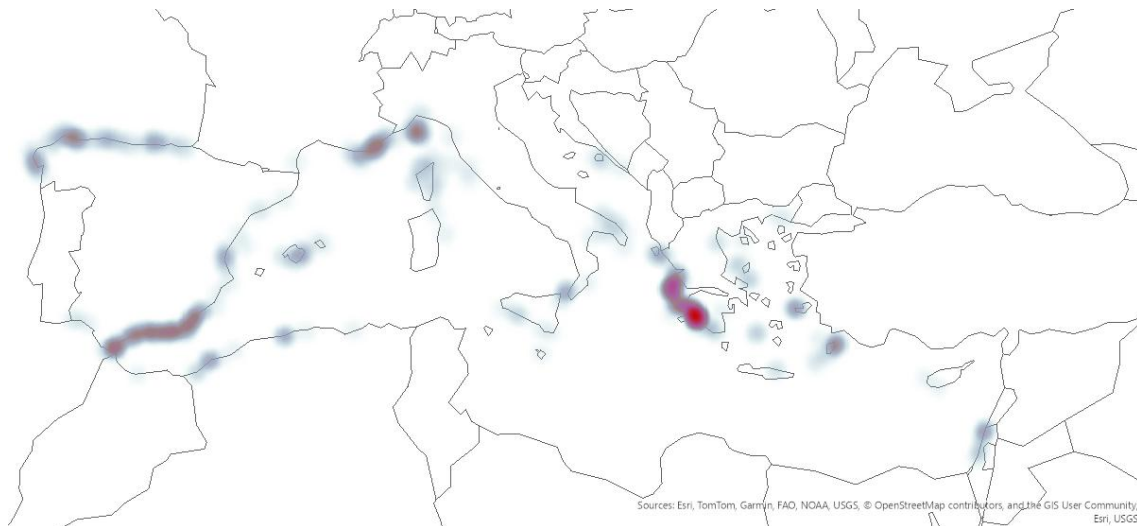 Sources: Esri, TomTom, Garmin, FAO, NOAA, USGS, © OpenStreetMap contributors, and the GIS User Community,
Esri, USGS